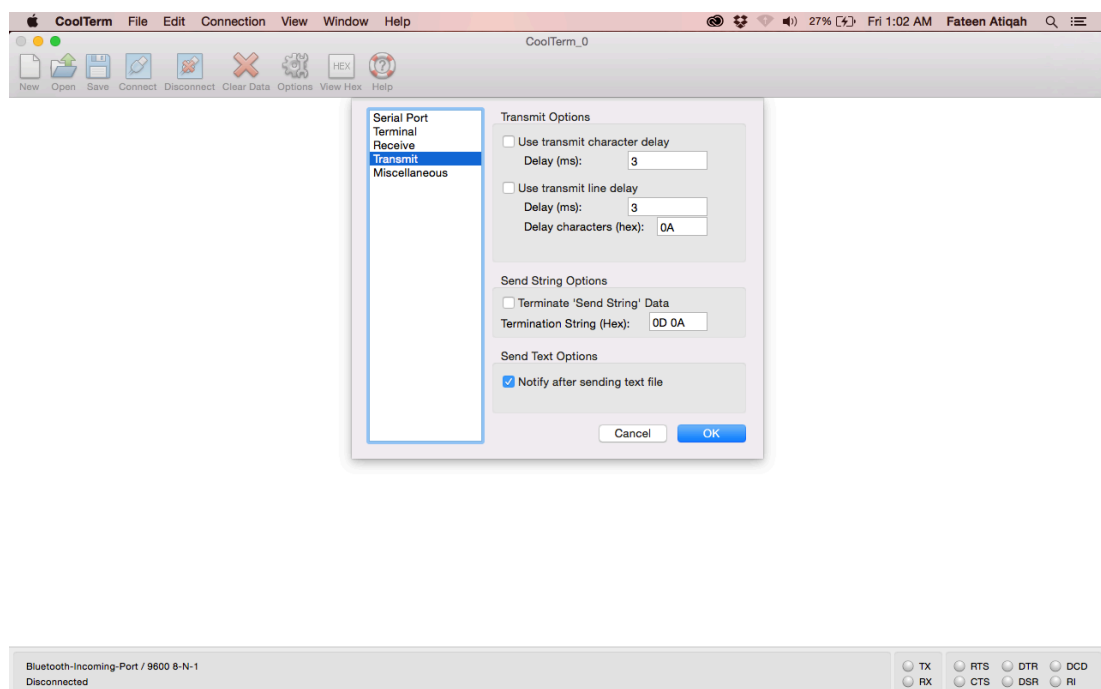 CoolTerm File Edit Connection View Window Help 27% Fri 1:02 AM Fateen Atiqah
CoolTerm_0
New Open Save Connect Disconnect Clear Data Options View Hex Help
HEX
Serial Port
Terminal
Receive
Transmit
Miscellaneous
Transmit Options
Use transmit character delay
Delay (ms): 3
Use transmit line delay
Delay (ms): 3
Delay characters (hex): 0A
Send String Options
Terminate 'Send String' Data
Termination String (Hex): 0D 0A
Send Text Options
Notify after sending text file
Cancel OK
Bluetooth-Incoming-Port / 9600 8-N-1
Disconnected
TX RTS DTR DCD
RX CTS DSR RI